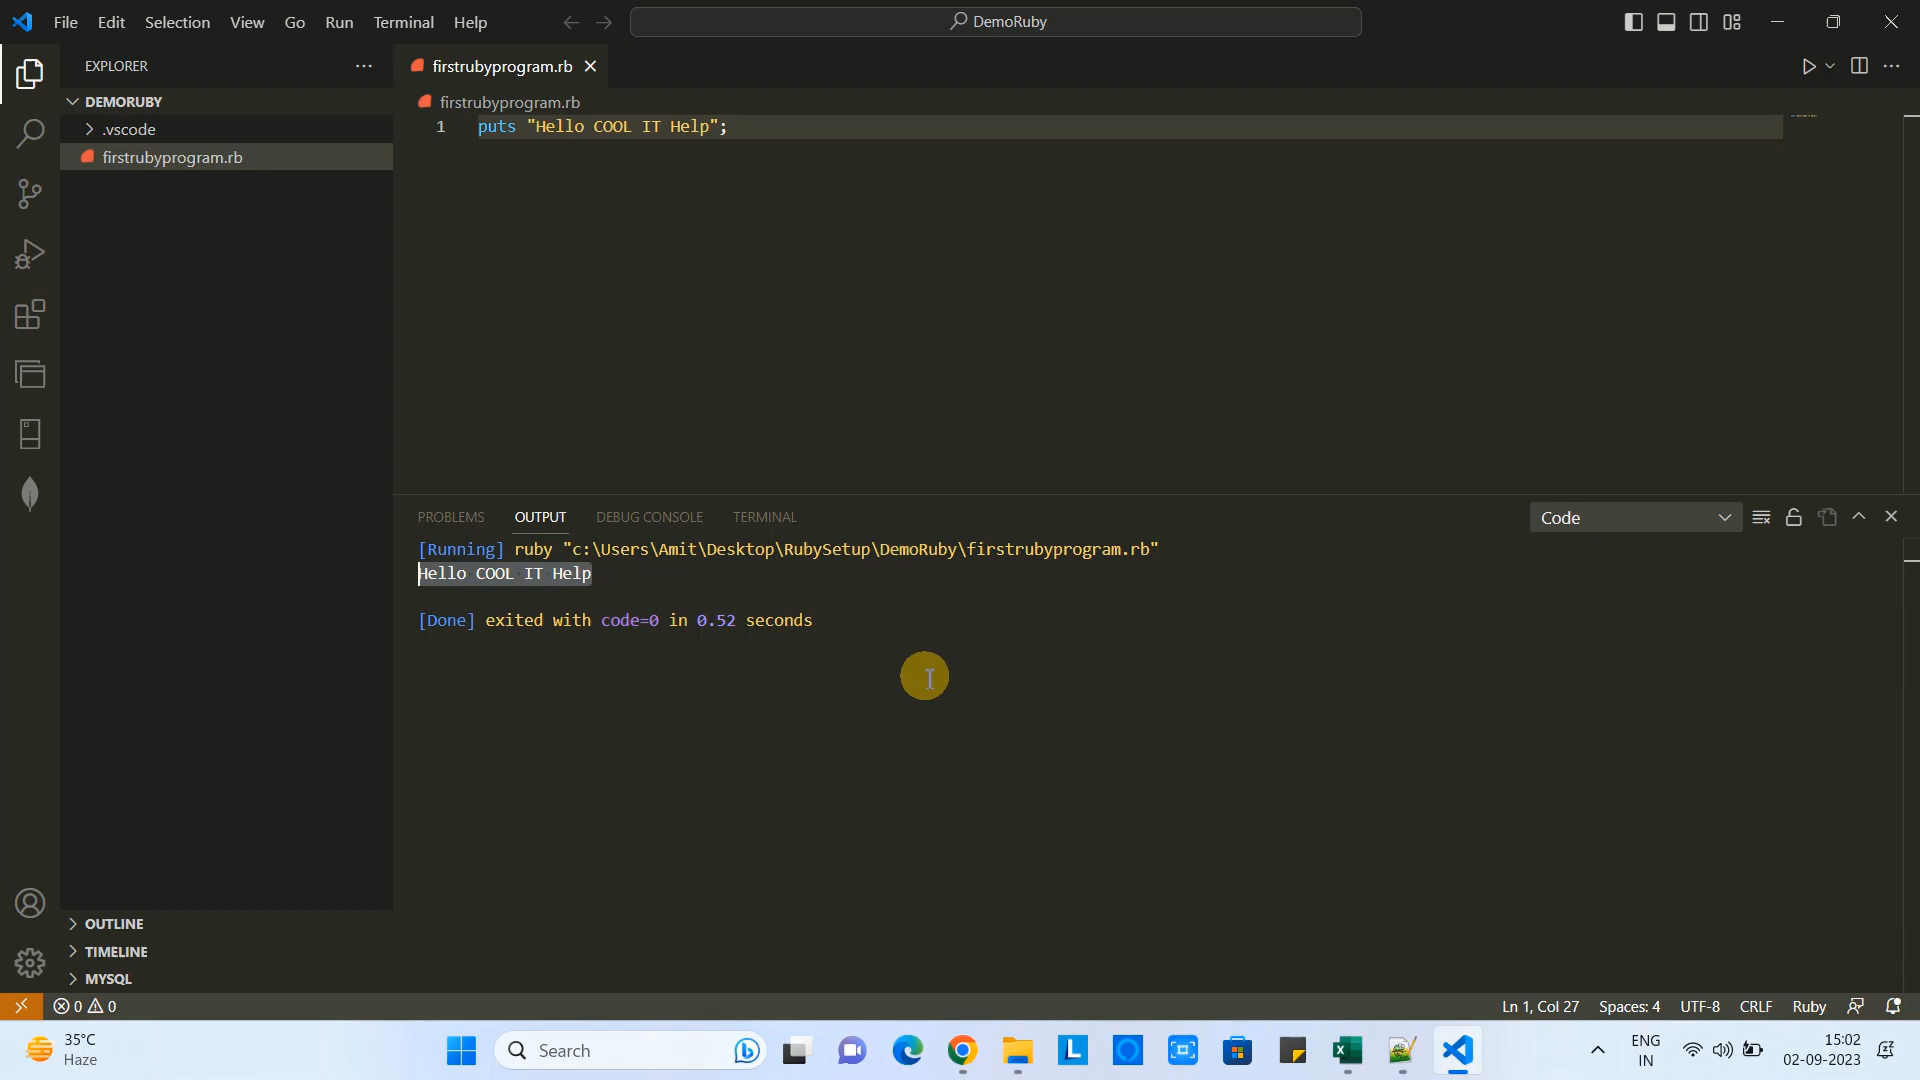 File Edit Selection View Go Run Terminal Help
DemoRuby
EXPLORER
firstrubyprogram.rb
DEMORUBY
.vscode
firstrubyprogram.rb
firstrubyprogram.rb
1 puts "Hello COOL IT Help";
PROBLEMS OUTPUT DEBUG CONSOLE TERMINAL
Code
[Running] ruby "c:\Users\Amit\Desktop\RubySetup\DemoRuby\firstrubyprogram.rb"
Hello COOL IT Help
[Done] exited with code=0 in 0.52 seconds
OUTLINE
TIMELINE
MYSQL
0 0
Ln 1, Col 27 Spaces: 4 UTF-8 CRLF Ruby
35°C
Haze
Search
L
ENG
IN
15:02
02-09-2023